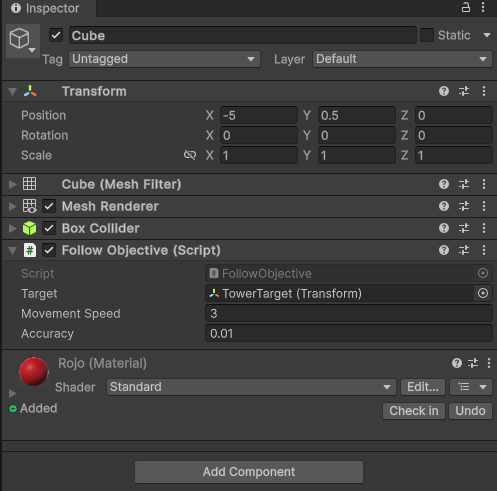 Inspector
Cube Static
Tag Untagged Layer Default
Transform
Position X -5 Y 0.5 Z 0
Rotation X 0 Y 0 Z 0
Scale X 1 Y 1 Z 1
Cube (Mesh Filter)
Mesh Renderer
Box Collider
# Follow Objective (Script)
Script # FollowObjective
Target TowerTarget (Transform)
Movement Speed 3
Accuracy 0.01
Rojo (Material)
Shader Standard Edit...
Added Check in Undo
Add Component